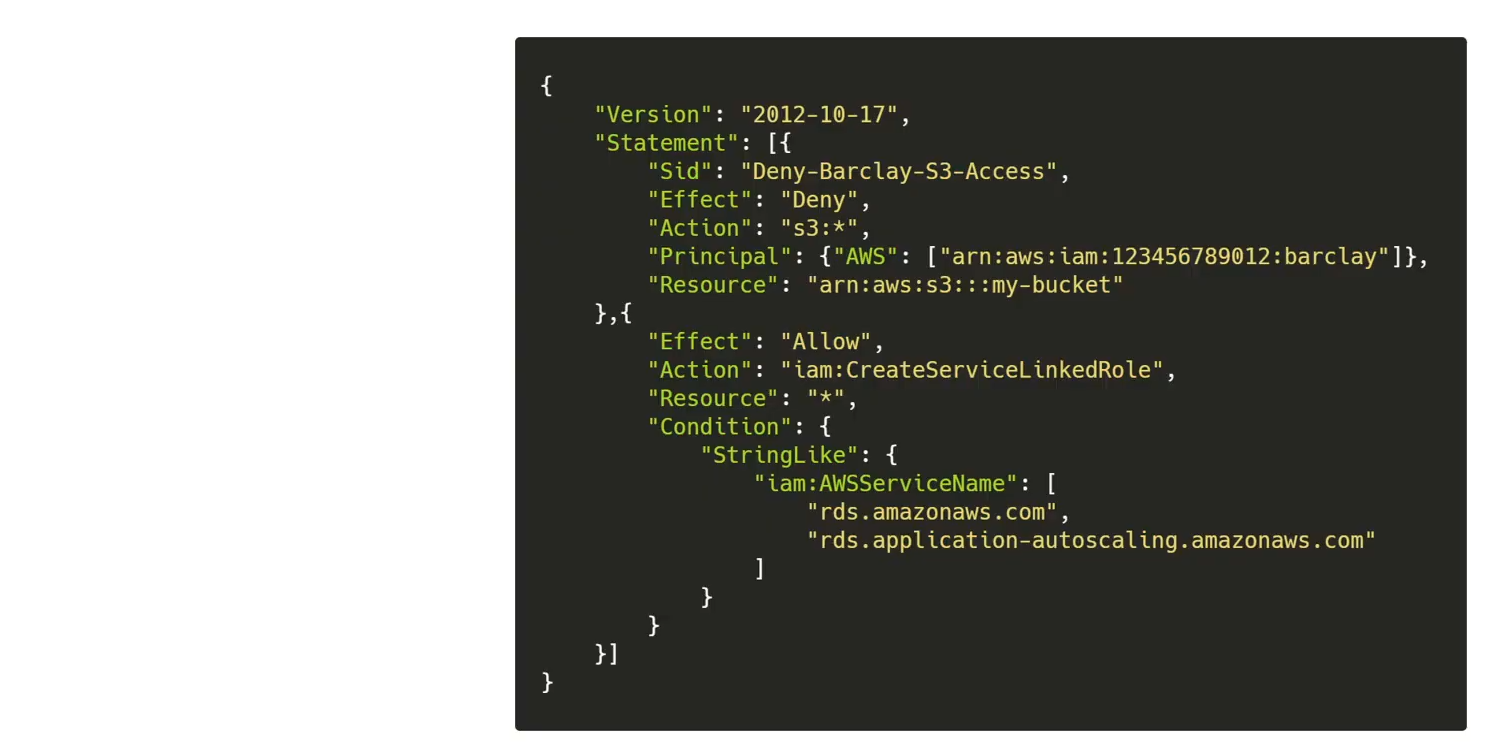 {
    "Version": "2012-10-17",
    "Statement": [{
        "Sid": "Deny-Barclay-S3-Access",
        "Effect": "Deny",
        "Action": "s3:*",
        "Principal": {"AWS": ["arn:aws:iam:123456789012:barclay"]},
        "Resource": "arn:aws:s3:::my-bucket"
    },{
        "Effect": "Allow",
        "Action": "iam:CreateServiceLinkedRole",
        "Resource": "*",
        "Condition": {
            "StringLike": {
                "iam:AWSServiceName": [
                    "rds.amazonaws.com",
                    "rds.application-autoscaling.amazonaws.com"
                ]
            }
        }
    }]
}